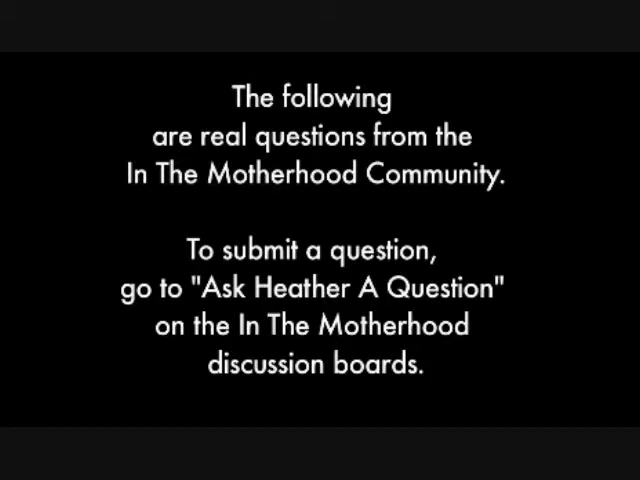 The following
are real questions from the
In The Motherhood Community.
To submit a question,
go to "Ask Heather A Question"
on the In The Motherhood
discussion boards.